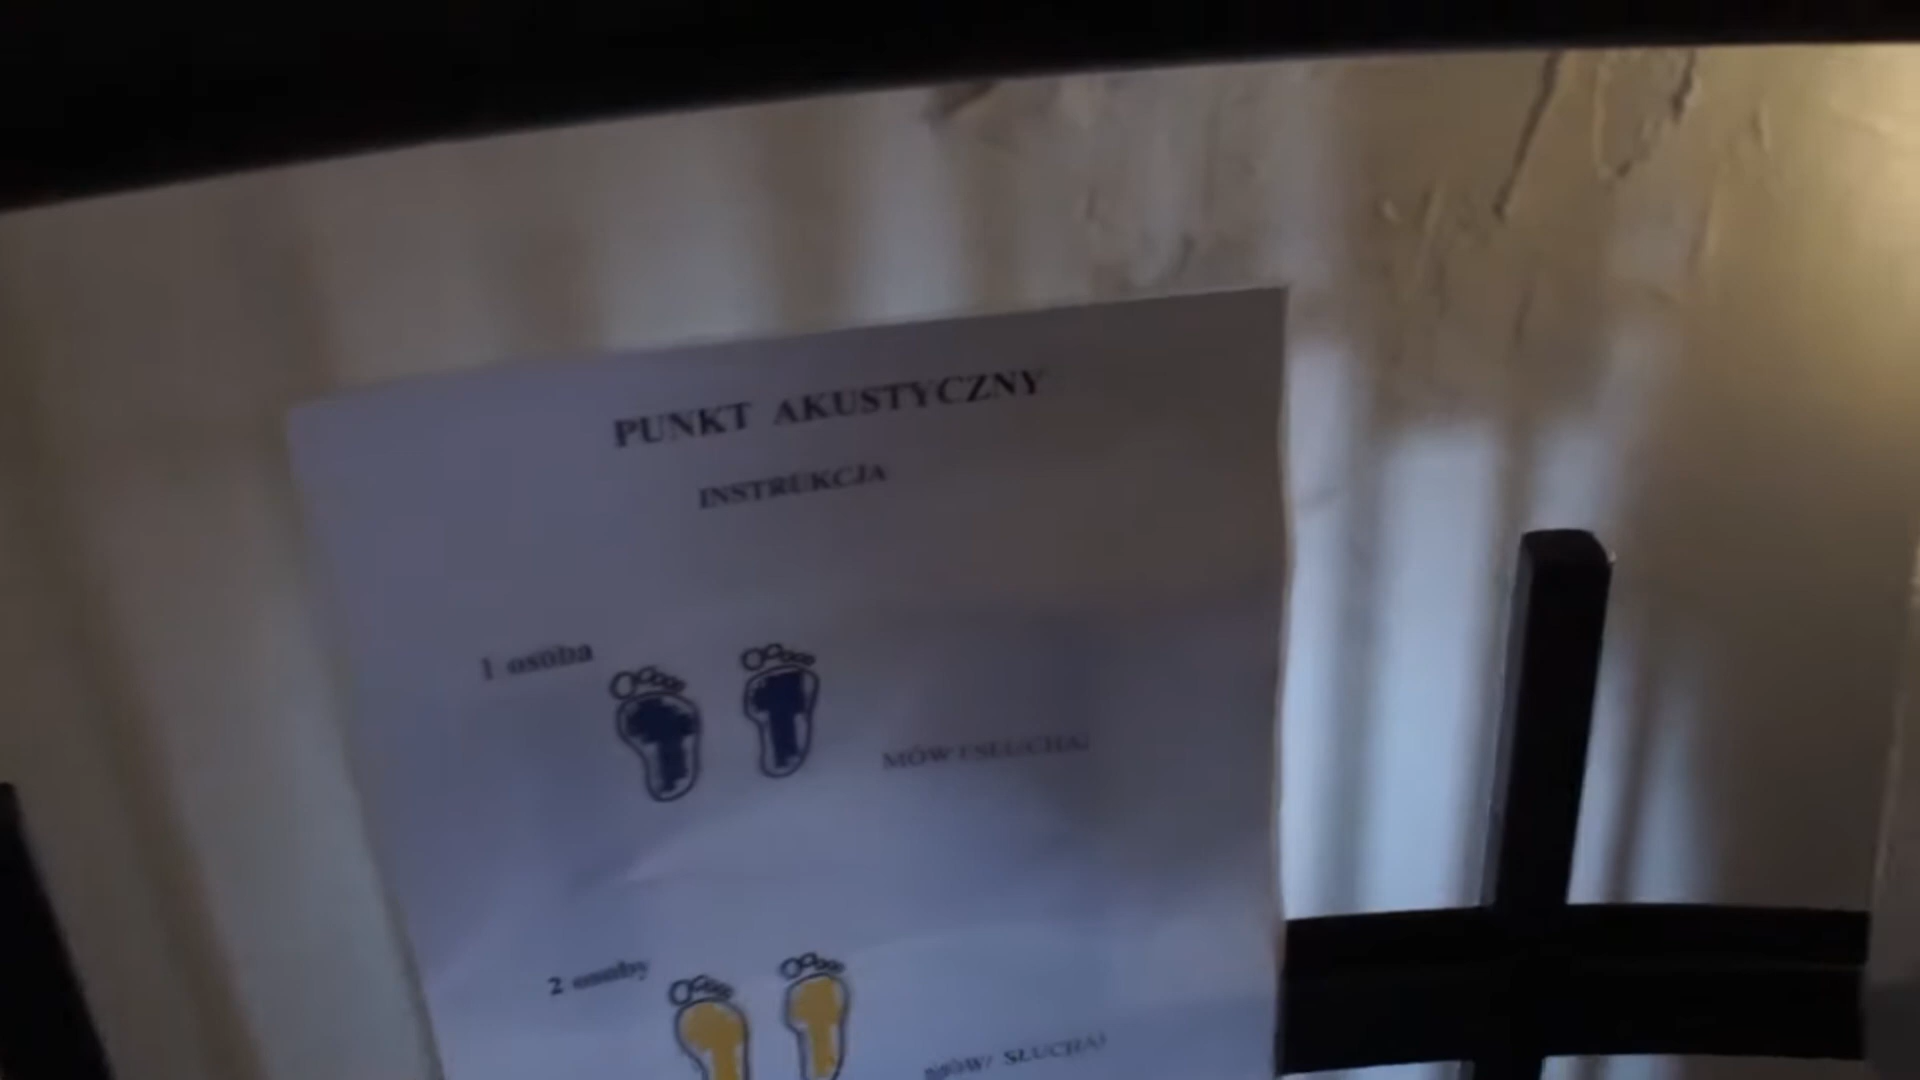 PUNKT AKUSTYCZNY
INSTRUKCJA
1 osoba
MÓW I SŁUCHAJ
2 osoby
SŁUCHAJ